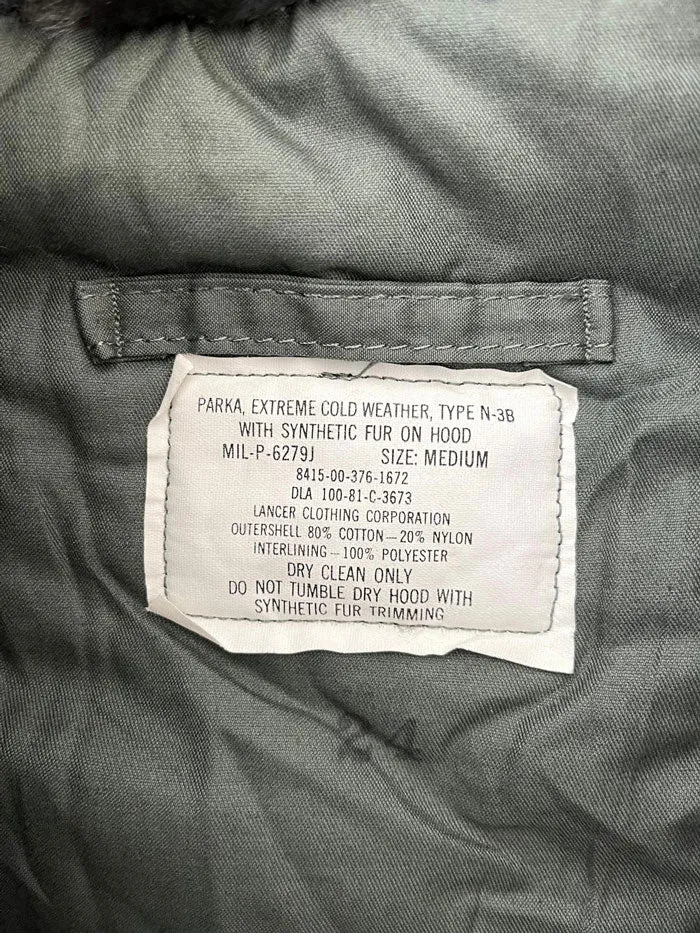 PARKA, EXTREME COLD WEATHER, TYPE N-3B
WITH SYNTHETIC FUR ON HOOD
MIL-P-6279J SIZE: MEDIUM
8415-00-376-1672
DLA 100-81-C-3673
LANCER CLOTHING CORPORATION
OUTERSHELL 80% COTTON—20% NYLON
INTERLINING—100% POLYESTER
DRY CLEAN ONLY
DO NOT TUMBLE DRY HOOD WITH
SYNTHETIC FUR TRIMMING
24